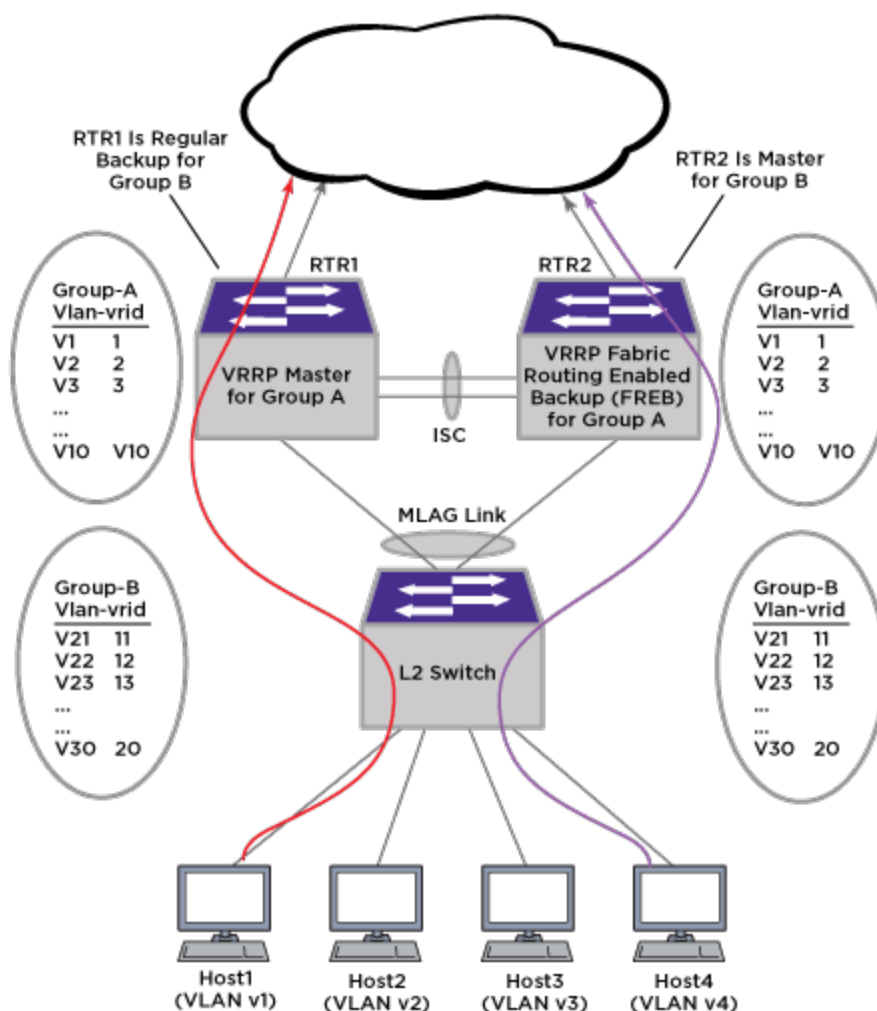 RTR1 Is Regular
Backup for
Group B
RTR2 Is Master
for Group B
RTR1
RTR2
Group-A
Vlan-vrid
V1 1
V2 2
V3 3
...
...
V10 V10
VRRP Master
for Group A
ISC
VRRP Fabric
Routing Enabled
Backup (FREB)
for Group A
Group-A
Vlan-vrid
V1 1
V2 2
V3 3
...
...
V10 V10
MLAG Link
Group-B
Vlan-vrid
V21 11
V22 12
V23 13
...
...
V30 20
L2 Switch
Group-B
Vlan-vrid
V21 11
V22 12
V23 13
...
...
V30 20
Host1
(VLAN v1)
Host2
(VLAN v2)
Host3
(VLAN v3)
Host4
(VLAN v4)